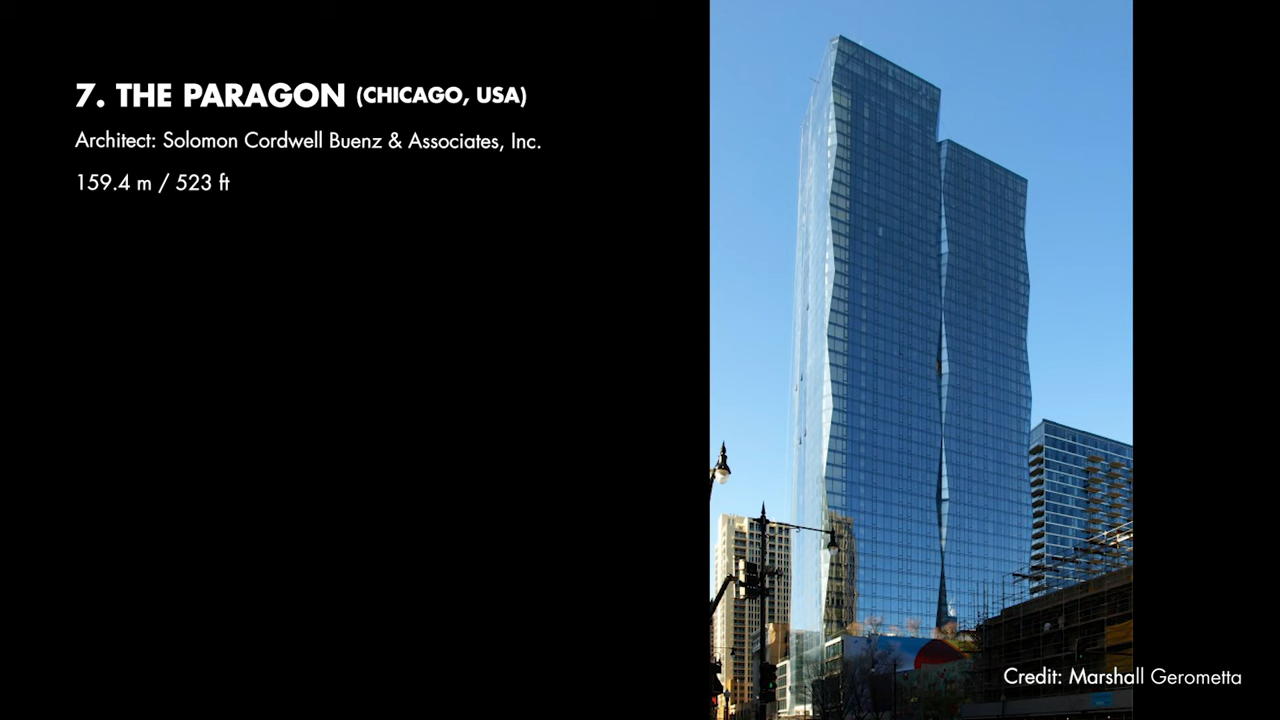 7. THE PARAGON (CHICAGO, USA)
Architect: Solomon Cordwell Buenz & Associates, Inc.
159.4 m / 523 ft
Credit: Marshall Gerometta